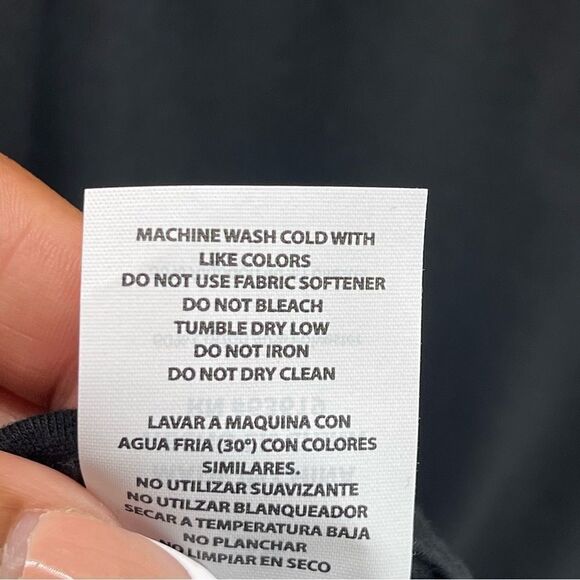 MACHINE WASH COLD WITH
LIKE COLORS
DO NOT USE FABRIC SOFTENER
DO NOT BLEACH
TUMBLE DRY LOW
DO NOT IRON
DO NOT DRY CLEAN
LAVAR A MAQUINA CON
AGUA FRIA (30°) CON COLORES
SIMILARES.
NO UTILIZAR SUAVIZANTE
NO UTILZAR BLANQUEADOR
SECAR A TEMPERATURA BAJA
NO PLANCHAR
NO LIMPIAR EN SECO